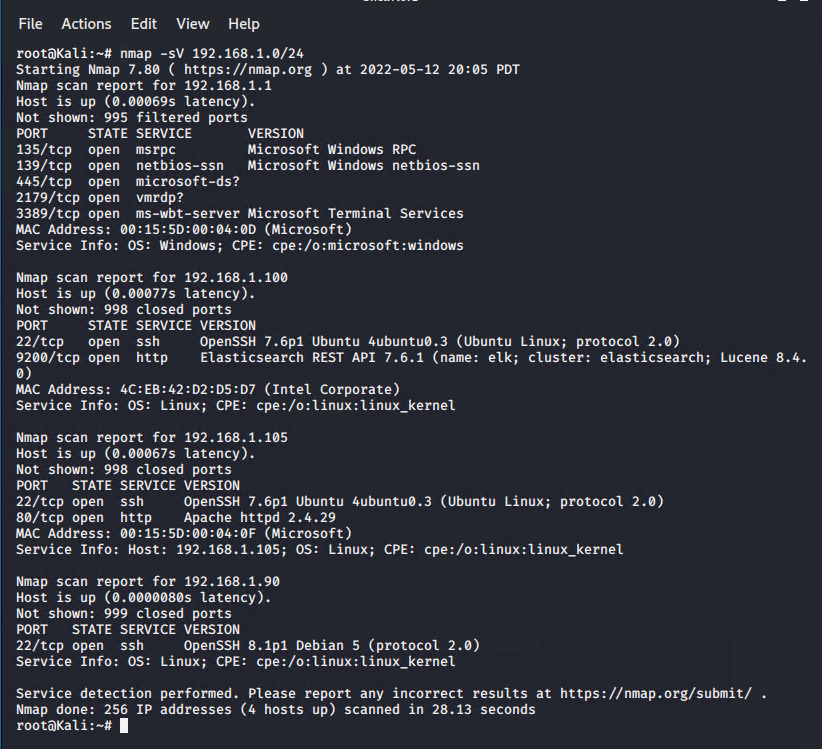 File Actions Edit View Help
root@Kali:~# nmap -sV 192.168.1.0/24
Starting Nmap 7.80 ( https://nmap.org ) at 2022-05-12 20:05 PDT
Nmap scan report for 192.168.1.1
Host is up (0.00069s latency).
Not shown: 995 filtered ports
PORT     STATE SERVICE       VERSION
135/tcp  open  msrpc         Microsoft Windows RPC
139/tcp  open  netbios-ssn   Microsoft Windows netbios-ssn
445/tcp  open  microsoft-ds?
2179/tcp open  vmrdp?
3389/tcp open  ms-wbt-server Microsoft Terminal Services
MAC Address: 00:15:5D:00:04:0D (Microsoft)
Service Info: OS: Windows; CPE: cpe:/o:microsoft:windows
Nmap scan report for 192.168.1.100
Host is up (0.00077s latency).
Not shown: 998 closed ports
PORT     STATE SERVICE VERSION
22/tcp   open  ssh     OpenSSH 7.6p1 Ubuntu 4ubuntu0.3 (Ubuntu Linux; protocol 2.0)
9200/tcp open  http    Elasticsearch REST API 7.6.1 (name: elk; cluster: elasticsearch; Lucene 8.4.
0)
MAC Address: 4C:EB:42:D2:D5:D7 (Intel Corporate)
Service Info: OS: Linux; CPE: cpe:/o:linux:linux_kernel
Nmap scan report for 192.168.1.105
Host is up (0.00067s latency).
Not shown: 998 closed ports
PORT   STATE SERVICE VERSION
22/tcp open  ssh     OpenSSH 7.6p1 Ubuntu 4ubuntu0.3 (Ubuntu Linux; protocol 2.0)
80/tcp open  http    Apache httpd 2.4.29
MAC Address: 00:15:5D:00:04:0F (Microsoft)
Service Info: Host: 192.168.1.105; OS: Linux; CPE: cpe:/o:linux:linux_kernel
Nmap scan report for 192.168.1.90
Host is up (0.0000080s latency).
Not shown: 999 closed ports
PORT   STATE SERVICE VERSION
22/tcp open  ssh     OpenSSH 8.1p1 Debian 5 (protocol 2.0)
Service Info: OS: Linux; CPE: cpe:/o:linux:linux_kernel
Service detection performed. Please report any incorrect results at https://nmap.org/submit/ .
Nmap done: 256 IP addresses (4 hosts up) scanned in 28.13 seconds
root@Kali:~#